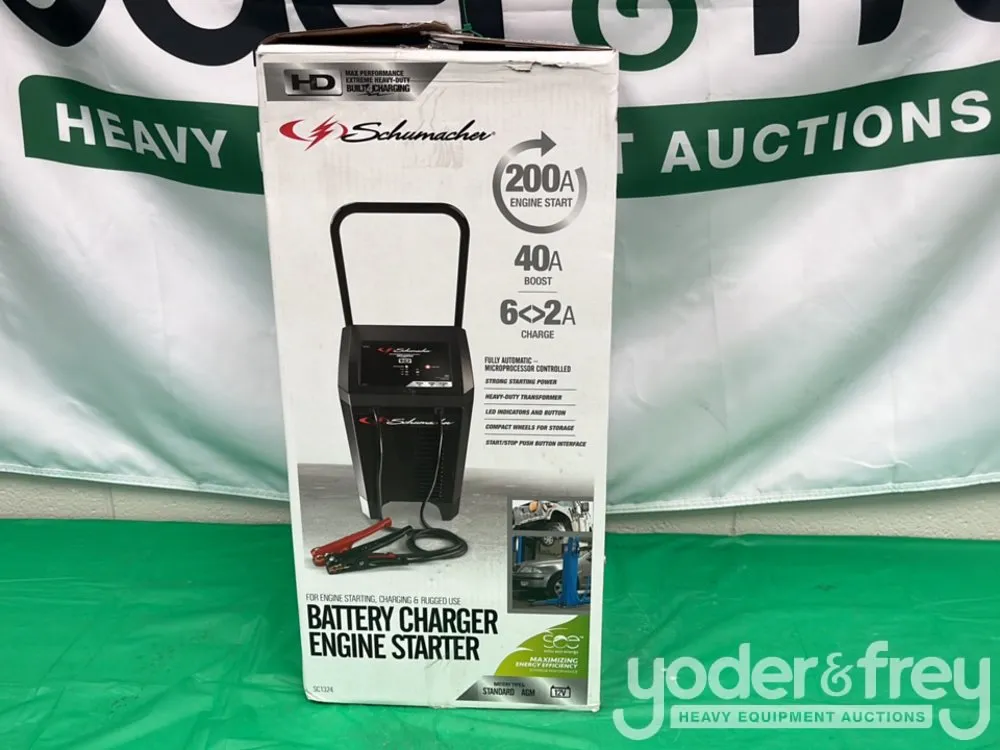 HEAVY
AUCTIONS
HD
MAX PERFORMANCE
EXTREME HEAVY-DUTY
CHARGING
Schumacher
200A
ENGINE START
40A
BOOST
6<>2A
CHARGE
FULLY AUTOMATIC –
MICROPROCESSOR CONTROLLED
STRONG STARTING POWER
HEAVY-DUTY TRANSFORMER
LED INDICATORS AND BUTTON
COMPACT WHEELS FOR STORAGE
START/STOP PUSH BUTTON INTERFACE
Schumacher
Schumacher
FOR ENGINE STARTING, CHARGING & RUGGED USE
BATTERY CHARGER
ENGINE STARTER
SC1324
see
MAXIMIZING
ENERGY EFFICIENCY
BATTERY TYPES:
STANDARD AGM
12V
yoder&frey
HEAVY EQUIPMENT AUCTIONS